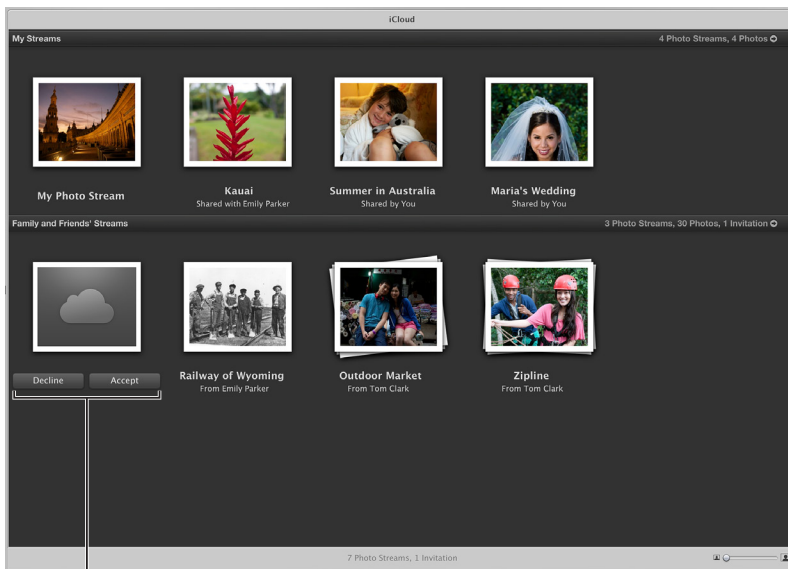 iCloud
My Streams
4 Photo Streams, 4 Photos
My Photo Stream
Kauai
Shared with Emily Parker
Summer in Australia
Shared by You
Maria's Wedding
Shared by You
Family and Friends' Streams
3 Photo Streams, 30 Photos, 1 Invitation
Decline
Accept
Railway of Wyoming
From Emily Parker
Outdoor Market
From Tom Clark
Zipline
From Tom Clark
7 Photo Streams, 1 Invitation